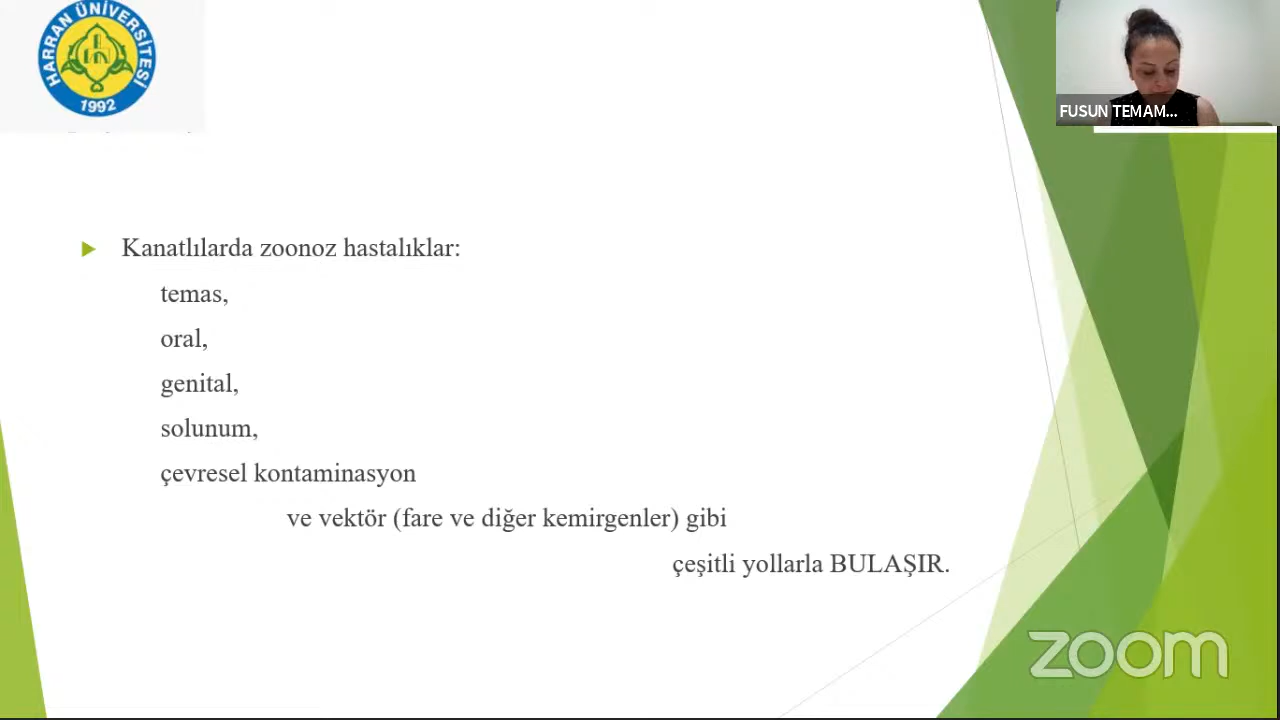 HARRAN ÜNİVERSİTESİ
1992
FUSUN TEMAM...
Kanatlılarda zoonoz hastalıklar:
temas,
oral,
genital,
solunum,
çevresel kontaminasyon
ve vektör (fare ve diğer kemirgenler) gibi
çeşitli yollarla BULAŞIR.
zoom